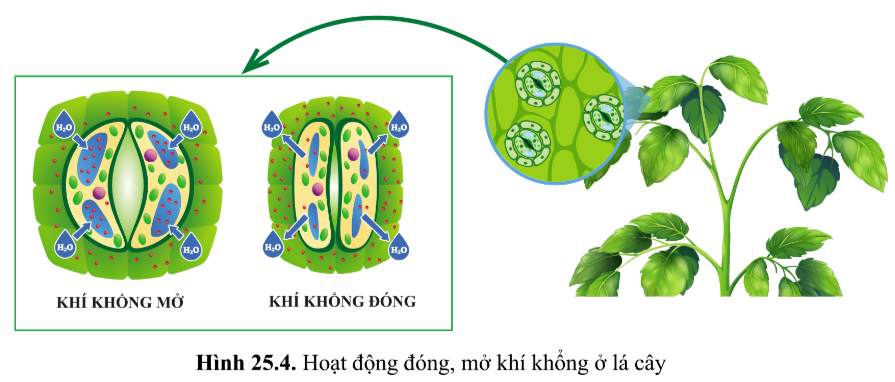 H₂O H₂O H₂O H₂O
H₂O H₂O H₂O H₂O
KHÍ KHỔNG MỞ KHÍ KHỔNG ĐÓNG
Hình 25.4. Hoạt động đóng, mở khí khổng ở lá cây